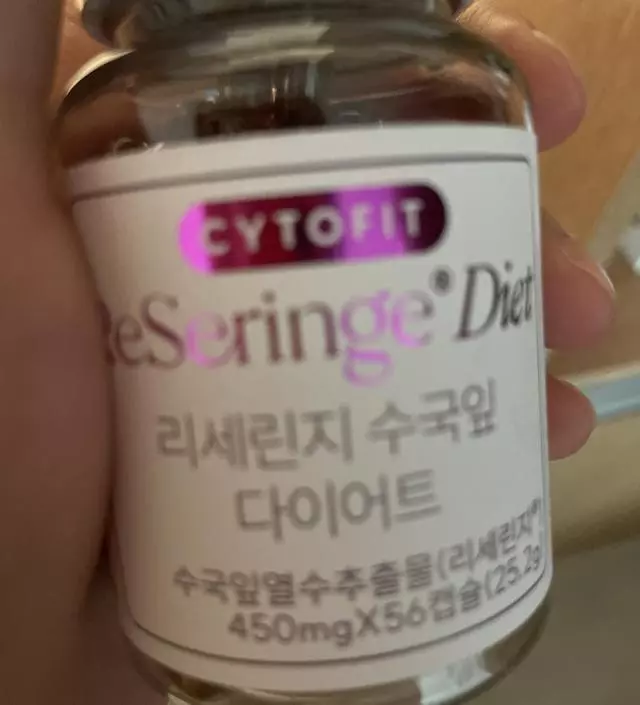 CYTOFIT
ReSeringe® Diet
리세린지 수국잎
다이어트
수국잎열수추출물(리세린지®)
450mgX56캡슐(25.2g